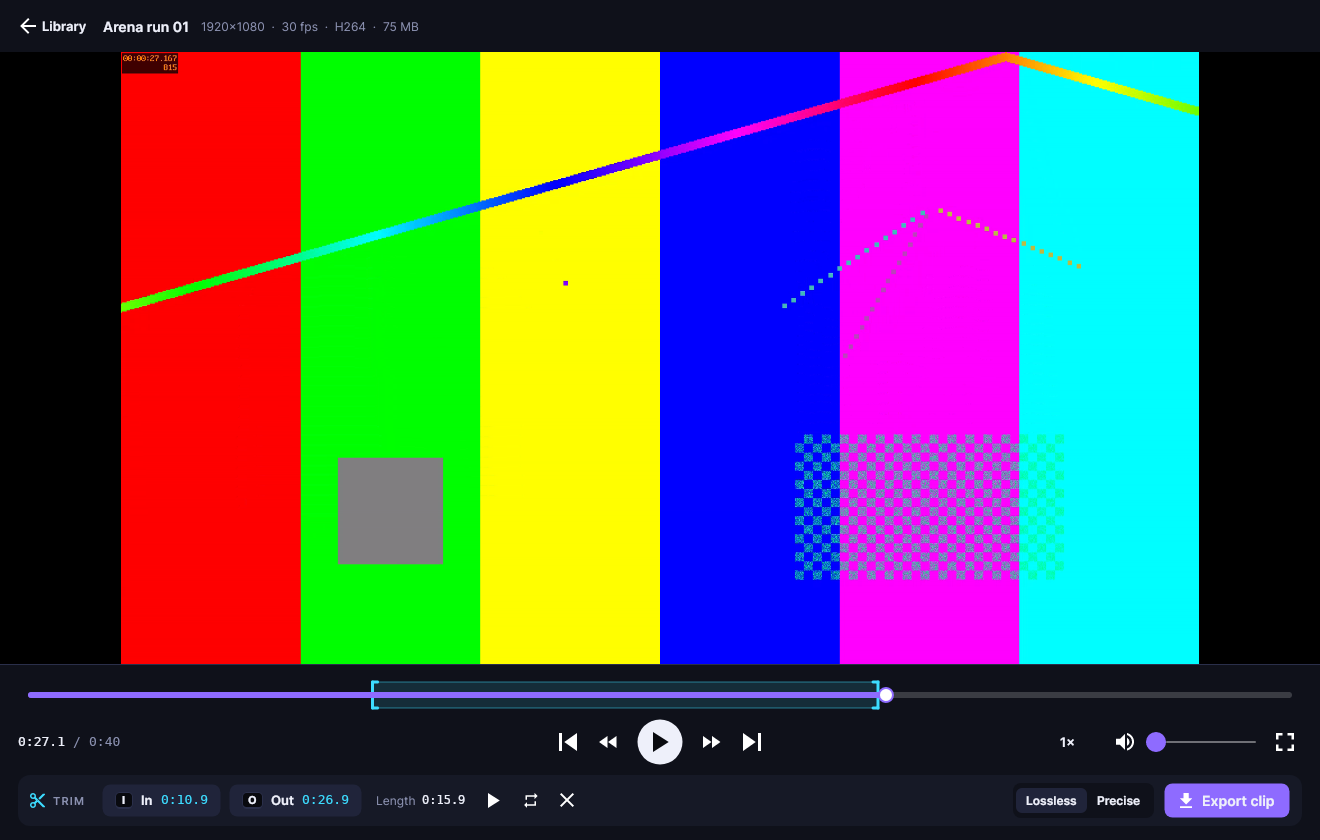 Library Arena run 01 1920×1080 · 30 fps · H264 · 75 MB
00:00:27.167
815
0:27.1 / 0:40
1×
TRIM I In 0:10.9 O Out 0:26.9 Length 0:15.9 Lossless Precise Export clip